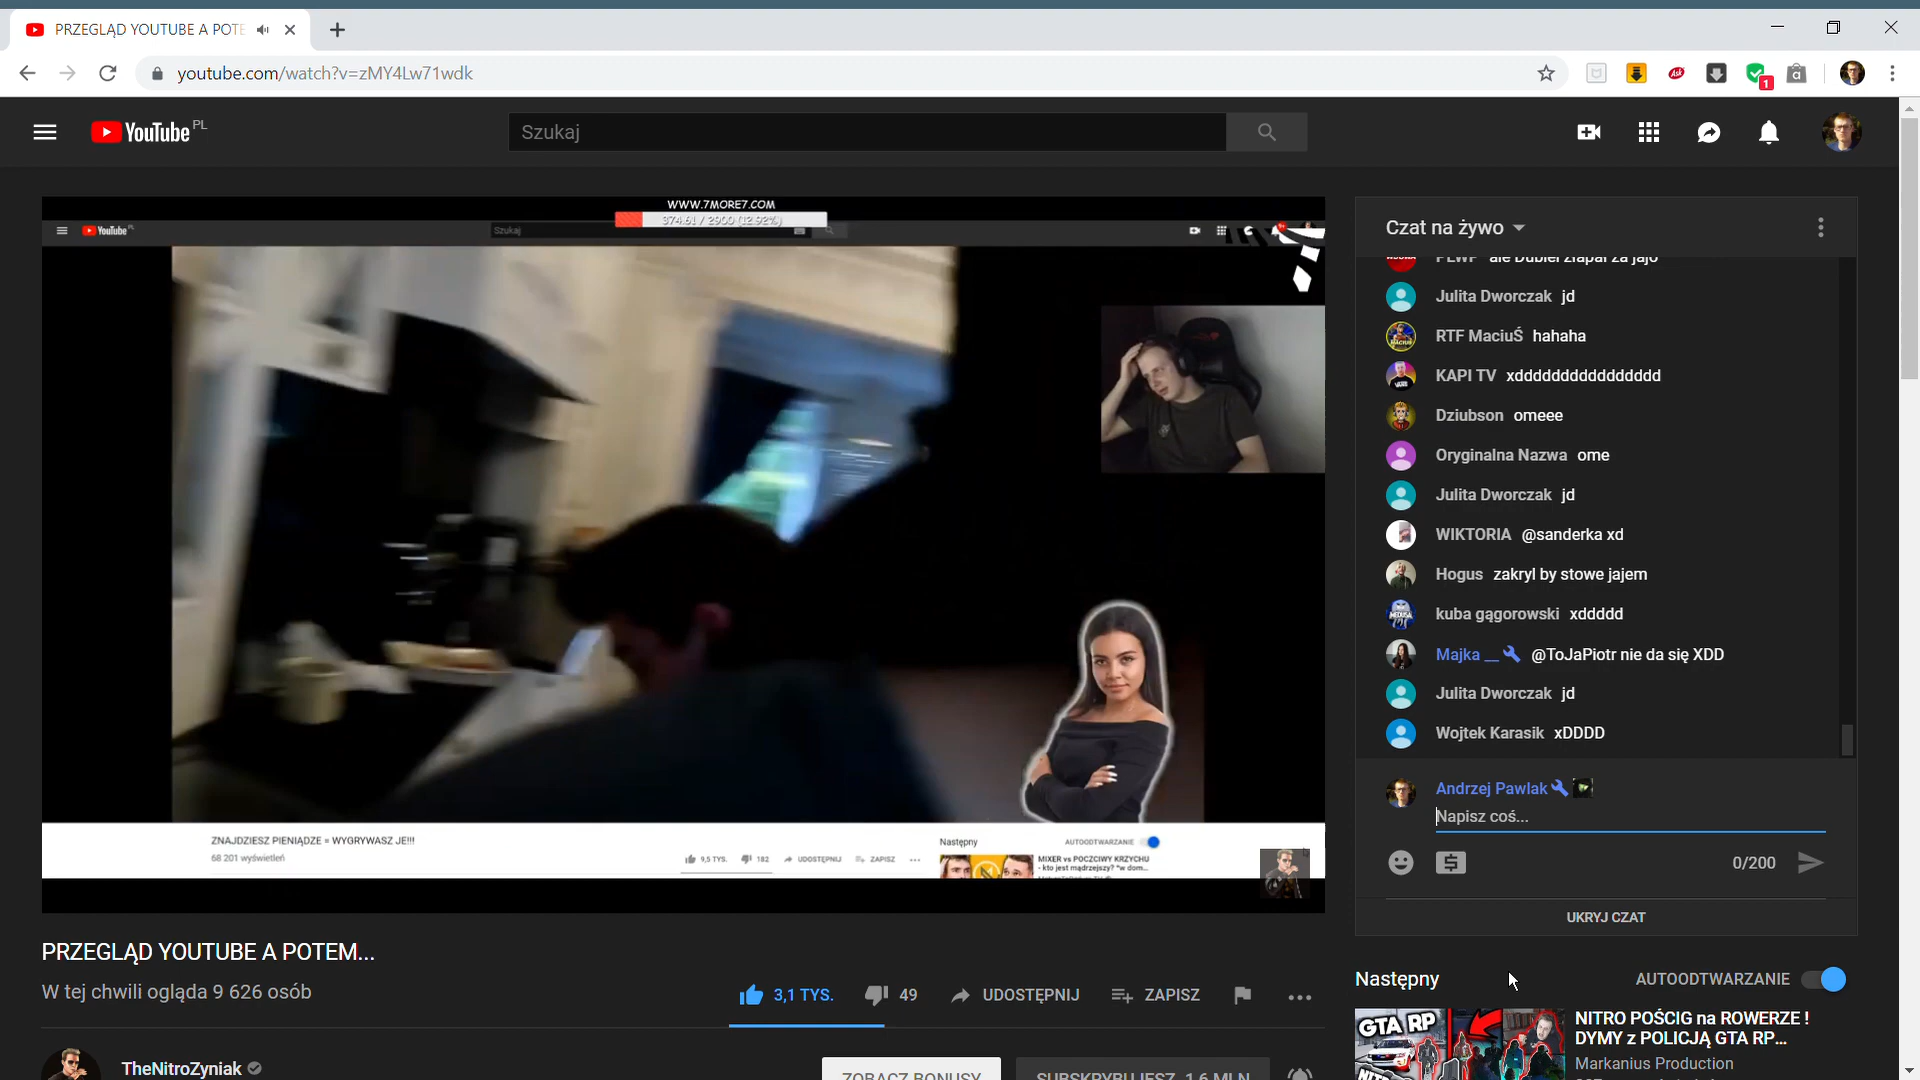 PRZEGLĄD YOUTUBE A POTE
youtube.com/watch?v=zMY4Lw71wdk
Ask
1
YouTube PL
Szukaj
WWW.7MORE7.COM
374.61 / 2900 (12.92%)
YouTube
Szukaj
ZNAJDZIESZ PIENIĄDZE = WYGRYWASZ JE!!!
68 201 wyświetleń
9,5 TYS.
182
UDOSTĘPNIJ
ZAPISZ
Następny
AUTOODTWARZANIE
MIXER vs POCZCIWY KRZYCHU
- kto jest mądrzejszy? "w dom...
Czat na żywo
ale Dubiel złapał za jajo
Julita Dworczak jd
RTF MaciuŚ hahaha
KAPI TV xdddddddddddddddd
Dziubson omeee
Oryginalna Nazwa ome
Julita Dworczak jd
WIKTORIA @sanderka xd
Hogus zakryl by stowe jajem
kuba gągorowski xddddd
Majka __ @ToJaPiotr nie da się XDD
Julita Dworczak jd
Wojtek Karasik xDDDD
Andrzej Pawlak
Napisz coś...
0/200
UKRYJ CZAT
PRZEGLĄD YOUTUBE A POTEM...
W tej chwili ogląda 9 626 osób
3,1 TYS.
49
UDOSTĘPNIJ
ZAPISZ
TheNitroZyniak
ZOBACZ BONUSY
SUBSKRYBUJESZ 1,6 MLN
Następny
AUTOODTWARZANIE
GTA RP
NITRO POŚCIG na ROWERZE !
DYMY z POLICJĄ GTA RP...
Markanius Production